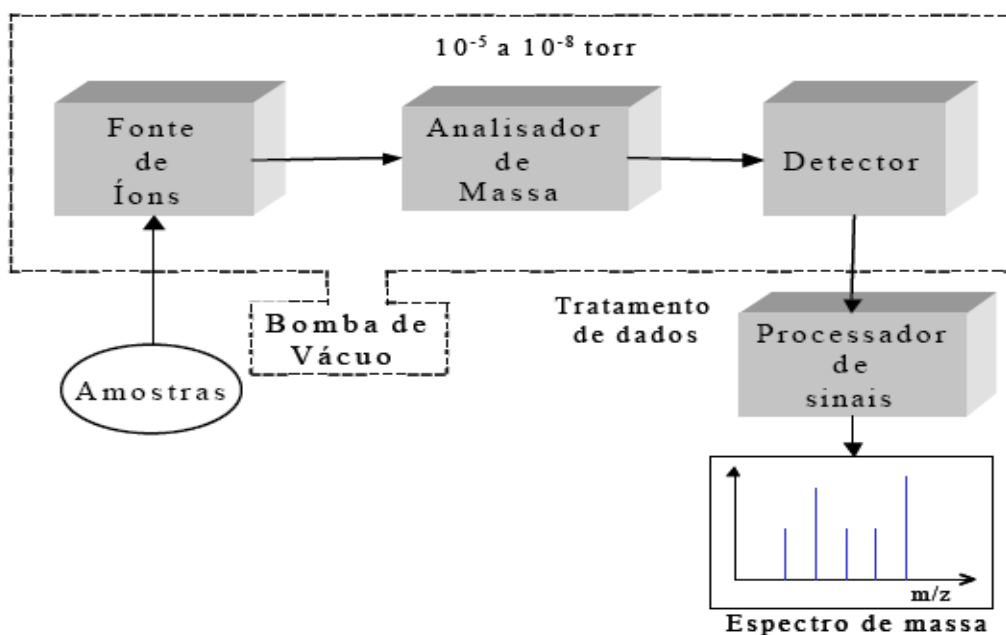 10⁻⁵ a 10⁻⁸ torr
Fonte
de
Íons
Analisador
de
Massa
Detector
Bomba de
Vácuo
Amostras
Tratamento
de dados
Processador
de
sinais
m/z
Espectro de massa